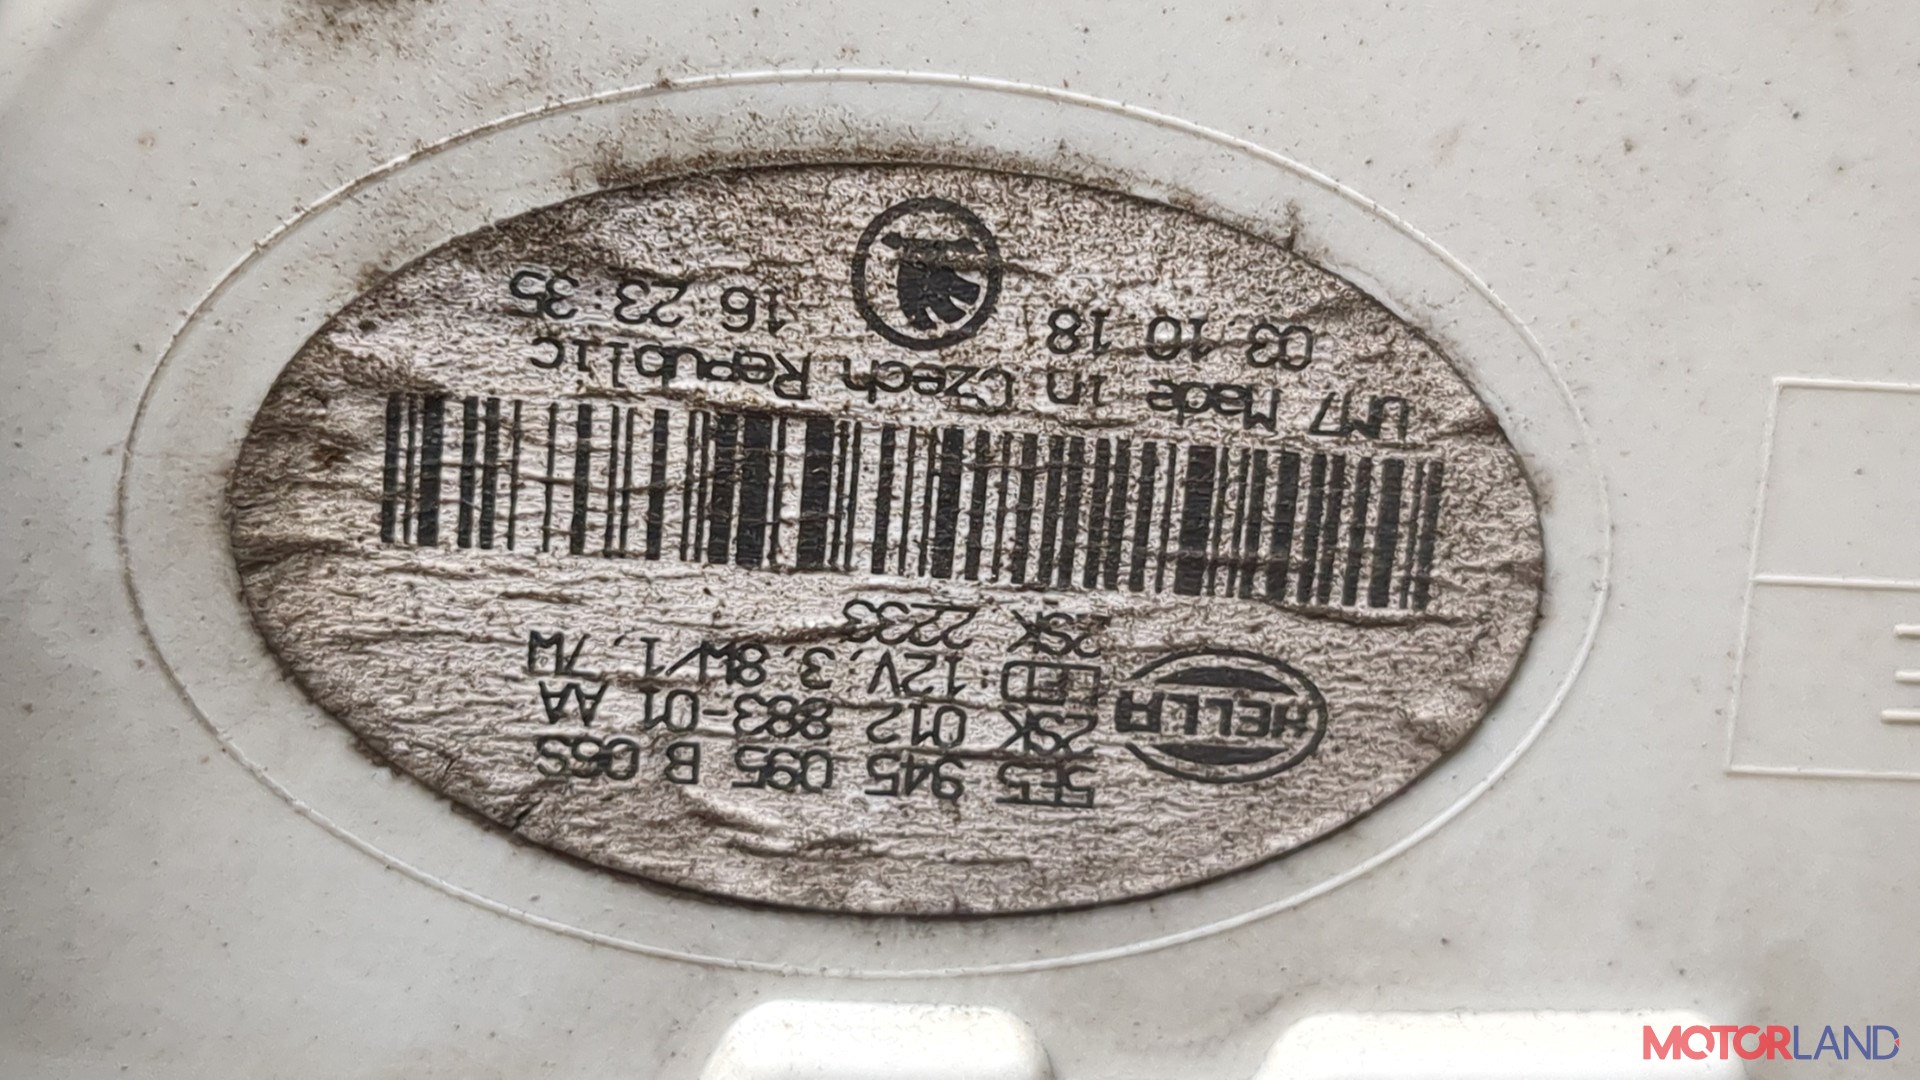 5E5 945 095 B 06S
2SK 012 883-01 AA
HELLA
LED: 12V, 3.8W/1.7W
2SK 2233
UM7 Made in Czech Republic
03 10 18 16:23:35
MOTORLAND